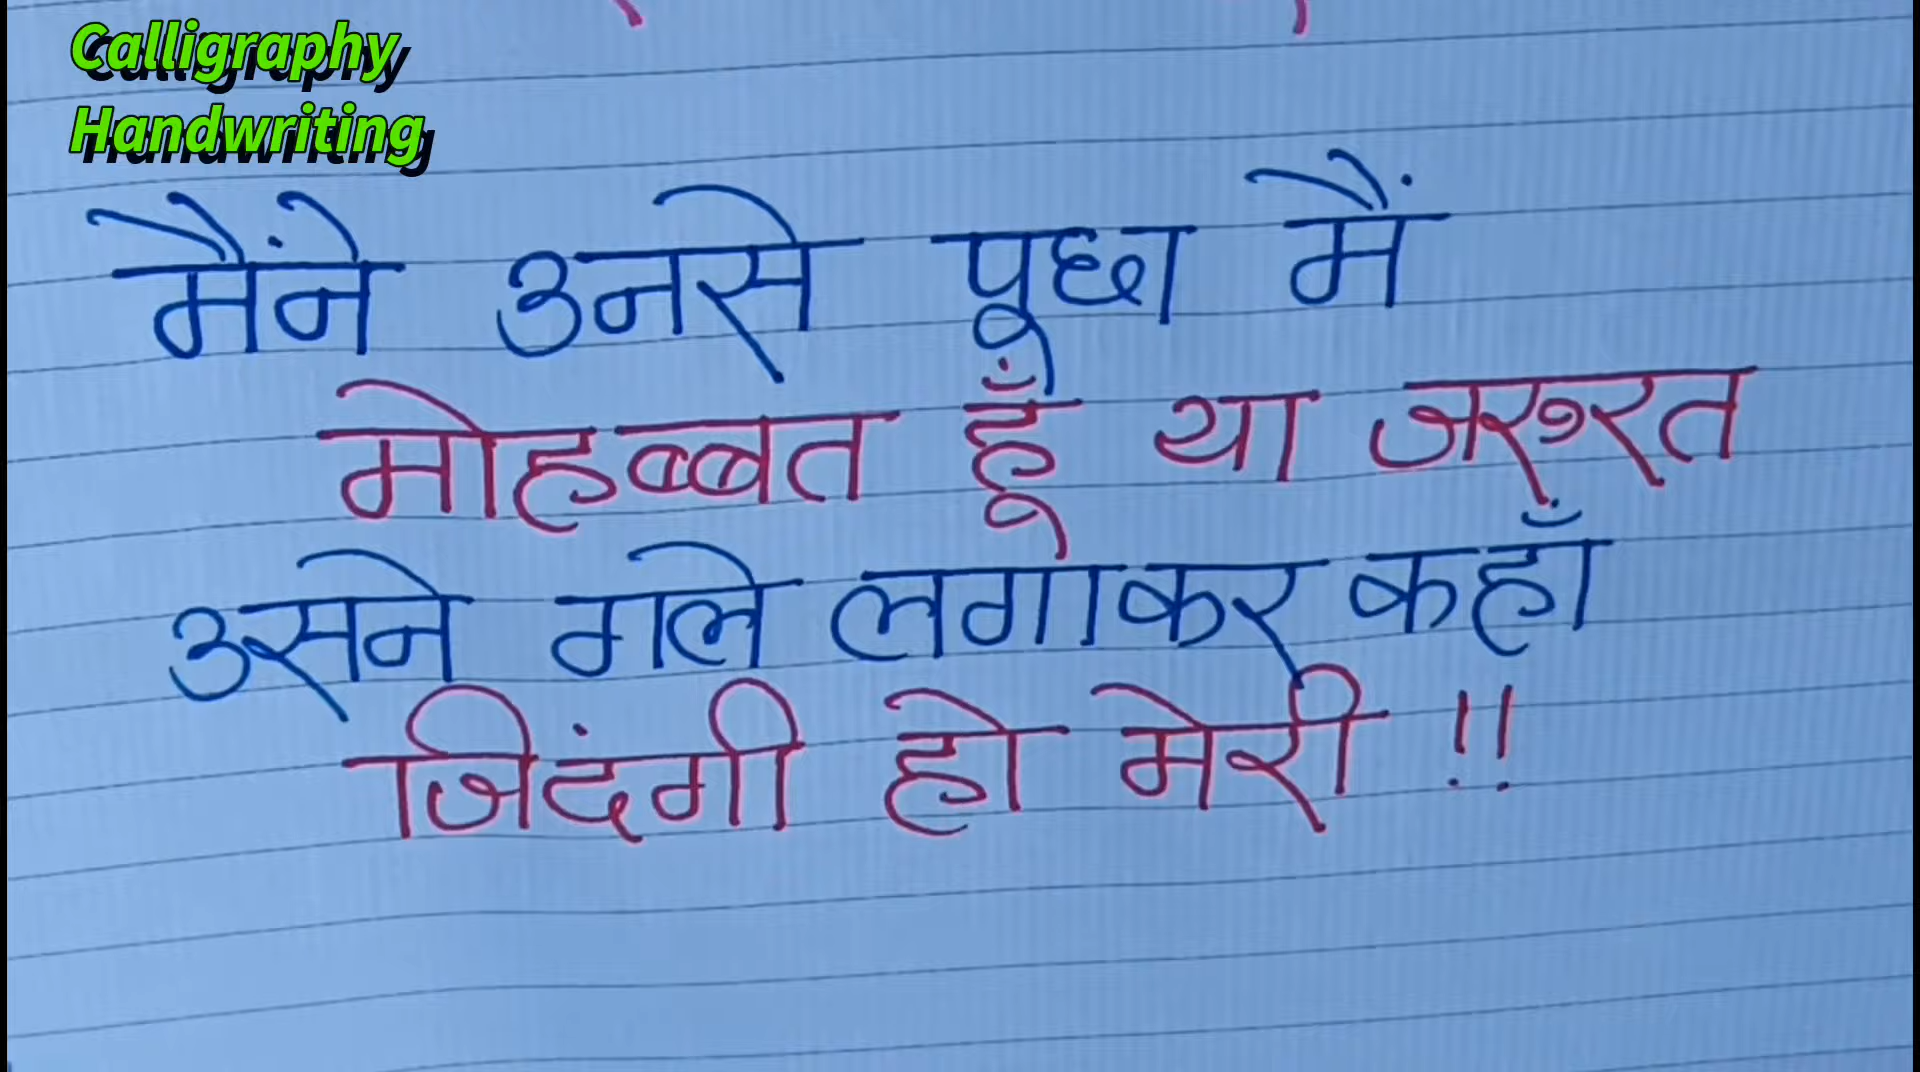 Calligraphy
Handwriting
मैंने उनसे पूछा मैं
मोहब्बत हूँ या जरूरत
उसने गले लगाकर कहाँ
जिंदगी हो मेरी !!